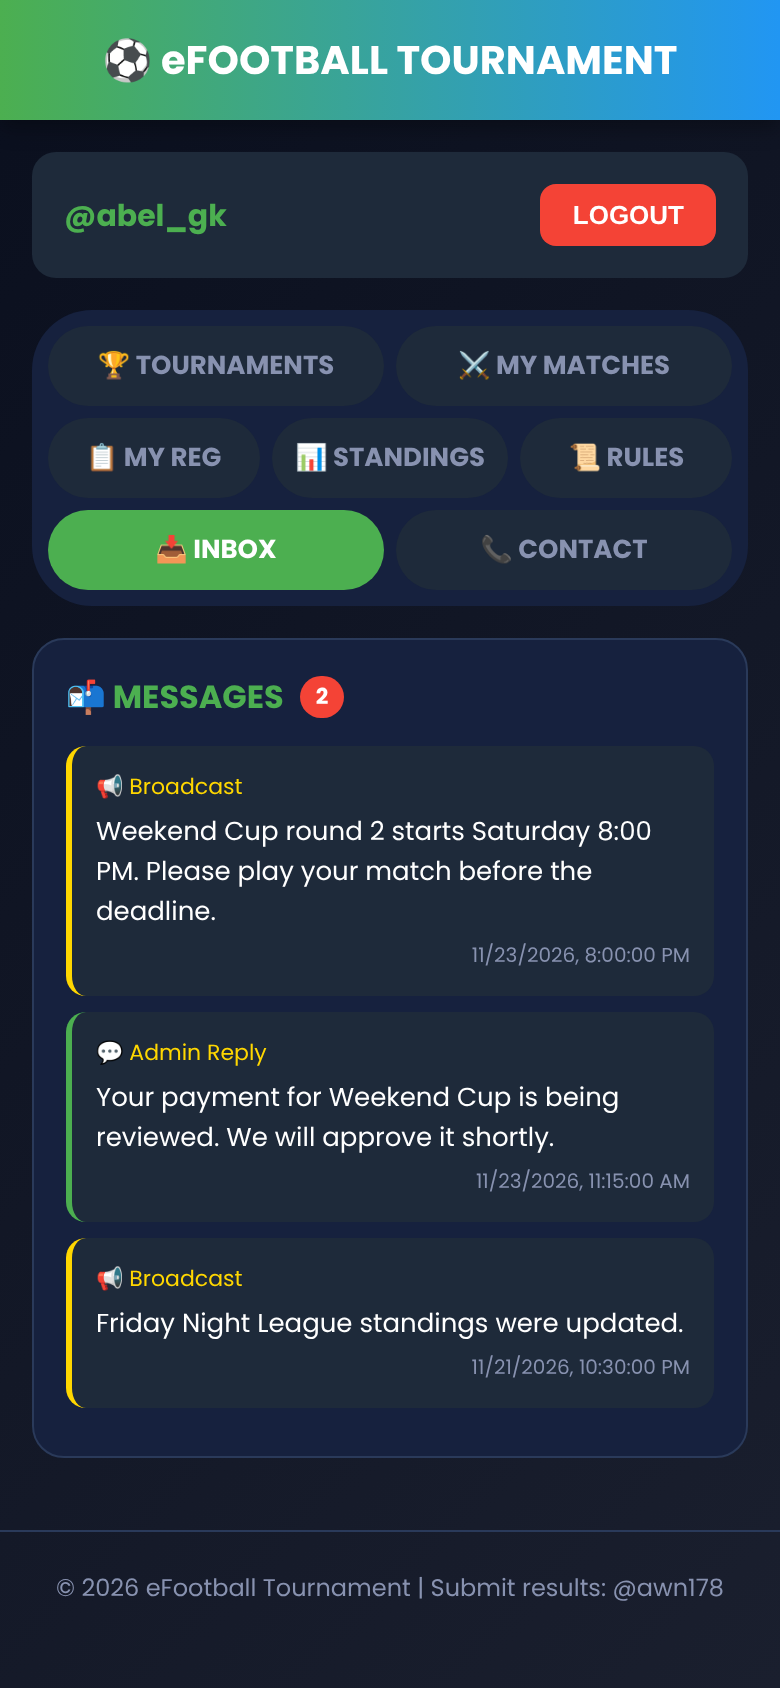 ⚽ eFOOTBALL TOURNAMENT
@abel_gk
LOGOUT
🏆 TOURNAMENTS
⚔️ MY MATCHES
📋 MY REG
📊 STANDINGS
📜 RULES
📥 INBOX
📞 CONTACT
📬 MESSAGES 2
📢 Broadcast
Weekend Cup round 2 starts Saturday 8:00
PM. Please play your match before the
deadline.
11/23/2026, 8:00:00 PM
💬 Admin Reply
Your payment for Weekend Cup is being
reviewed. We will approve it shortly.
11/23/2026, 11:15:00 AM
📢 Broadcast
Friday Night League standings were updated.
11/21/2026, 10:30:00 PM
© 2026 eFootball Tournament | Submit results: @awn178